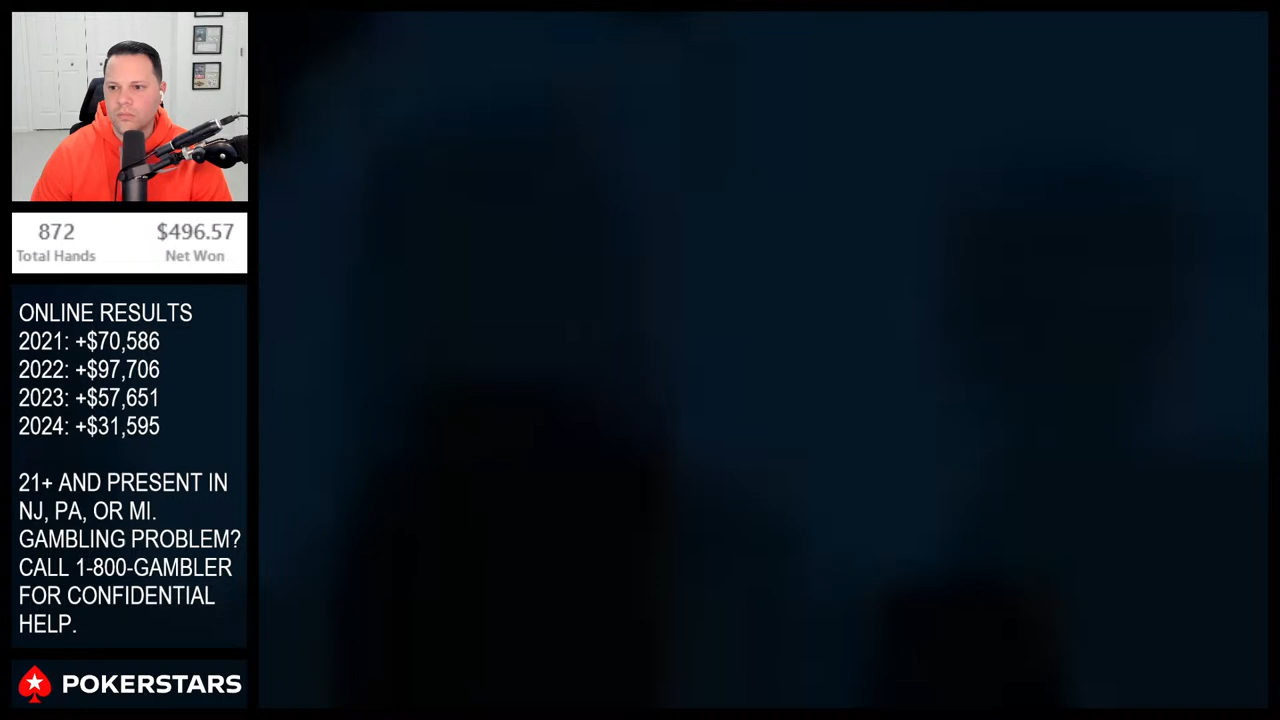 872
$496.57
Total Hands
Net Won
ONLINE RESULTS
2021: +$70,586
2022: +$97,706
2023: +$57,651
2024: +$31,595
21+ AND PRESENT IN
NJ, PA, OR MI.
GAMBLING PROBLEM?
CALL 1-800-GAMBLER
FOR CONFIDENTIAL
HELP.
POKERSTARS